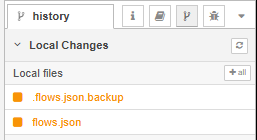 history
Local Changes
Local files
+ all
.flows.json.backup
flows.json